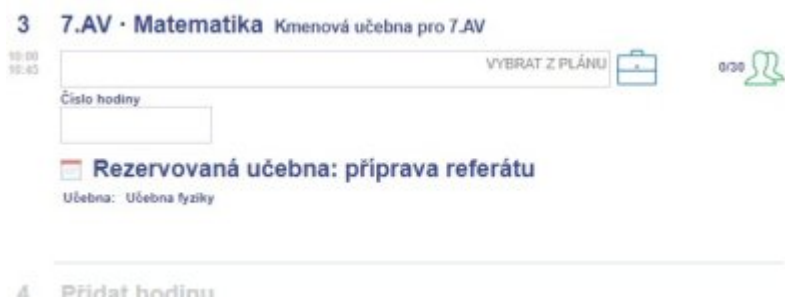 3 7.AV · Matematika Kmenová učebna pro 7.AV
10:00
10:45
VYBRAT Z PLÁNU
0/30
Číslo hodiny
Rezervovaná učebna: příprava referátu
Učebna: Učebna fyziky
4 Přidat hodinu